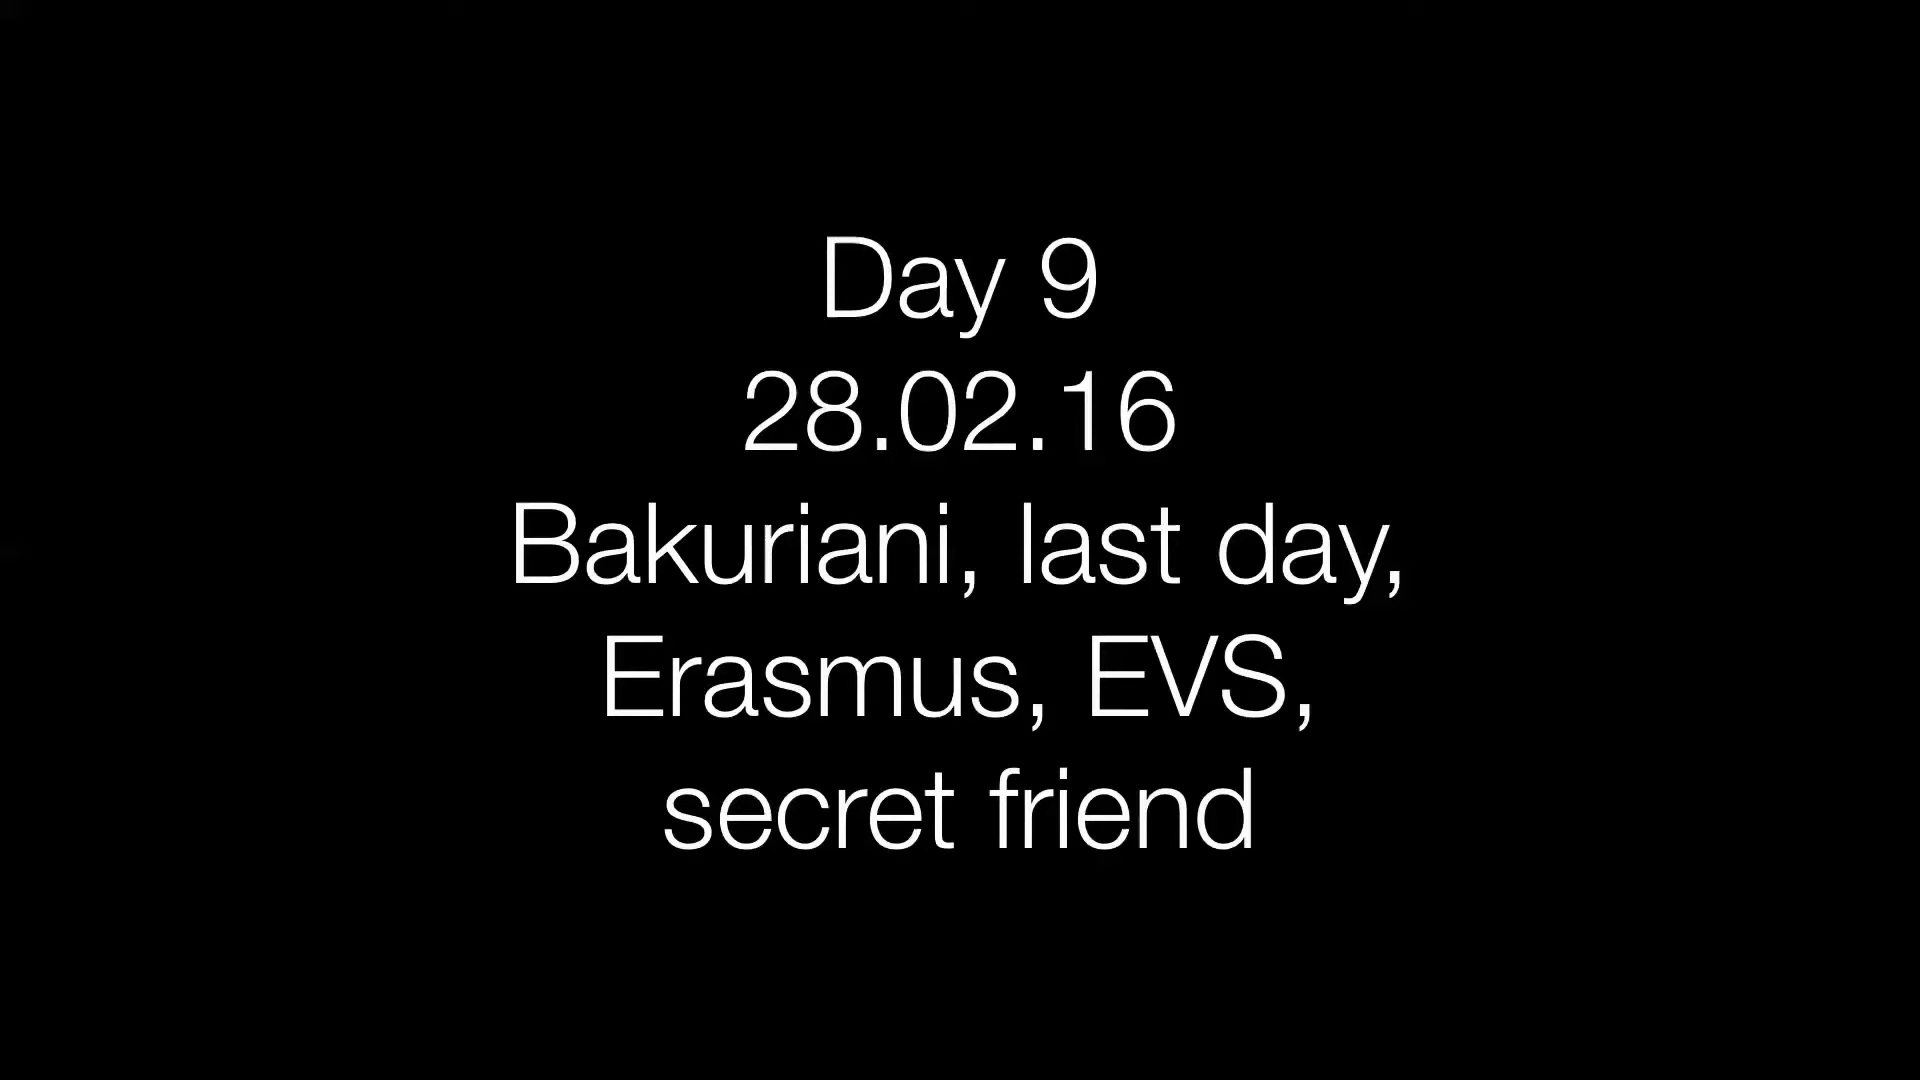 Day 9
28.02.16
Bakuriani, last day,
Erasmus, EVS,
secret friend